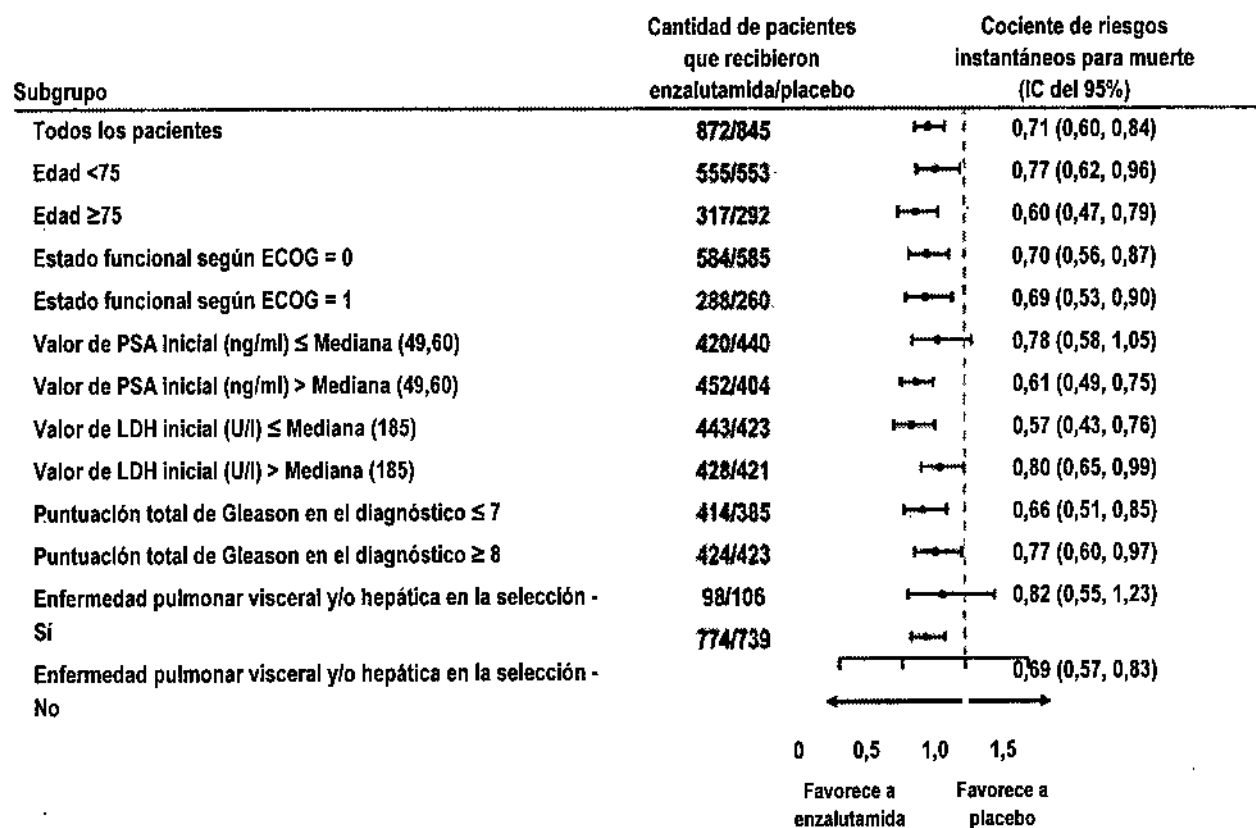 Cantidad de pacientes
que recibieron
enzalutamida/placebo
Cociente de riesgos
instantáneos para muerte
(IC del 95%)
Subgrupo
Todos los pacientes 872/845 0,71 (0,60, 0,84)
Edad <75 555/553 0,77 (0,62, 0,96)
Edad ≥75 317/292 0,60 (0,47, 0,79)
Estado funcional según ECOG = 0 584/585 0,70 (0,56, 0,87)
Estado funcional según ECOG = 1 288/260 0,69 (0,53, 0,90)
Valor de PSA inicial (ng/ml) ≤ Mediana (49,60) 420/440 0,78 (0,58, 1,05)
Valor de PSA inicial (ng/ml) > Mediana (49,60) 452/404 0,61 (0,49, 0,75)
Valor de LDH inicial (U/l) ≤ Mediana (185) 443/423 0,57 (0,43, 0,76)
Valor de LDH inicial (U/l) > Mediana (185) 428/421 0,80 (0,65, 0,99)
Puntuación total de Gleason en el diagnóstico ≤ 7 414/385 0,66 (0,51, 0,85)
Puntuación total de Gleason en el diagnóstico ≥ 8 424/423 0,77 (0,60, 0,97)
Enfermedad pulmonar visceral y/o hepática en la selección - 98/106 0,82 (0,55, 1,23)
Sí 774/739
Enfermedad pulmonar visceral y/o hepática en la selección - 0,69 (0,57, 0,83)
No
0 0,5 1,0 1,5
Favorece a
enzalutamida
Favorece a
placebo